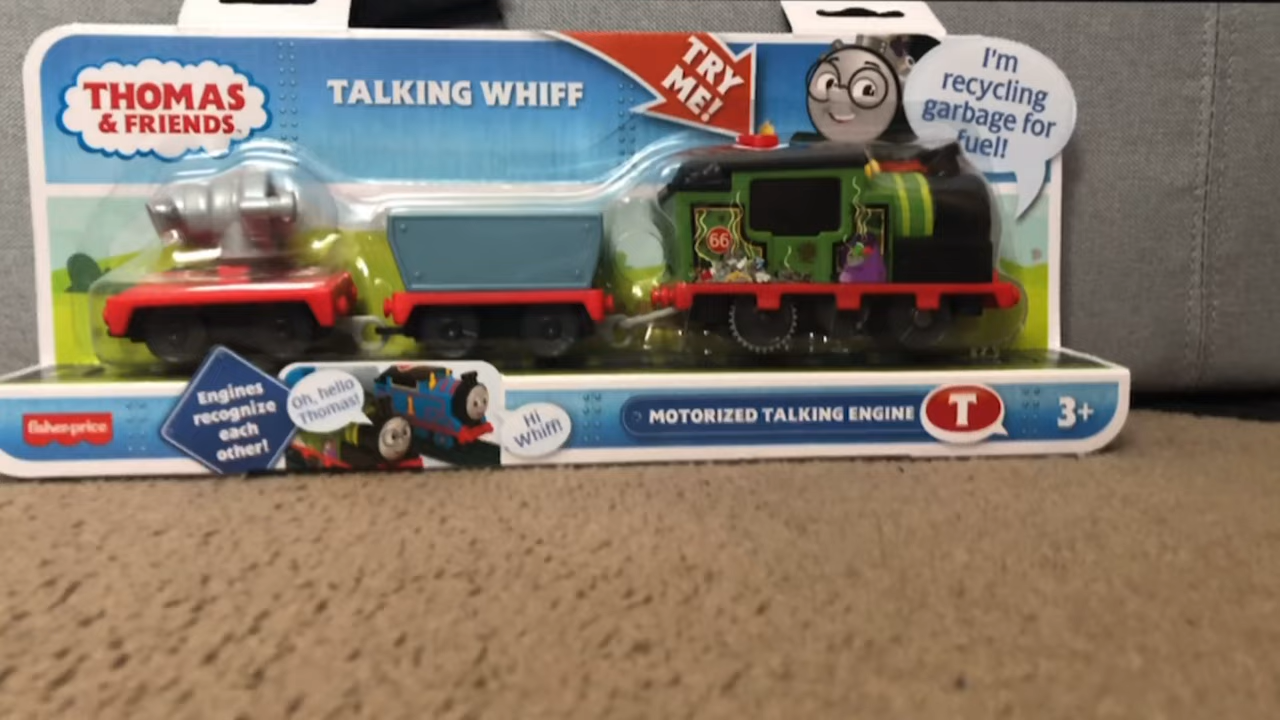 THOMAS
& FRIENDS
TALKING WHIFF
TRY
ME!
I'm
recycling
garbage for
fuel!
66
fisher-price
Engines
recognize
each
other!
Oh, hello
Thomas!
Hi
Whiff!
MOTORIZED TALKING ENGINE
T
3+